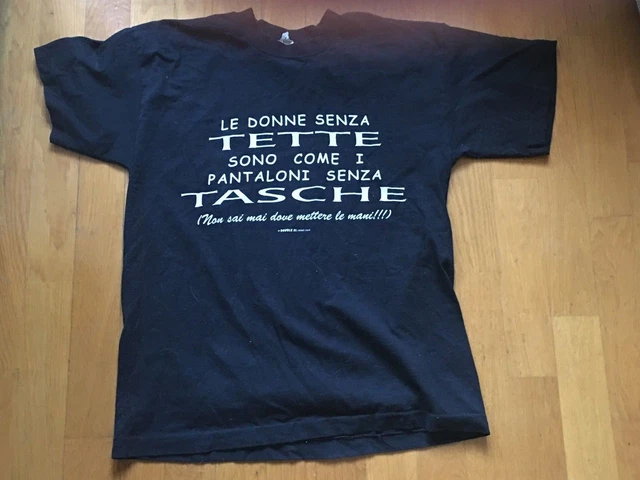 LE DONNE SENZA
TETTE
SONO COME I
PANTALONI SENZA
TASCHE
(Non sai mai dove mettere le mani!!!)